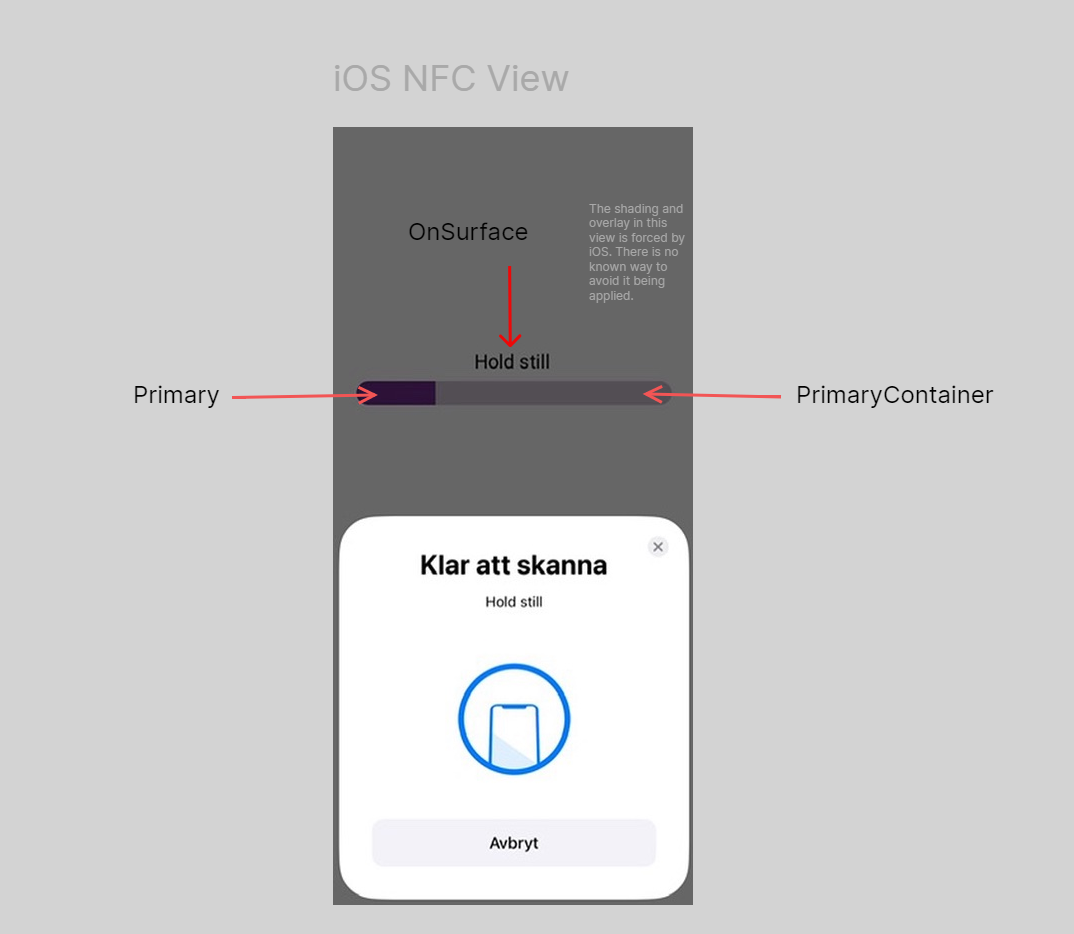 iOS NFC View
OnSurface
The shading and
overlay in this
view is forced by
iOS. There is no
known way to
avoid it being
applied.
Hold still
Primary
PrimaryContainer
Klar att skanna
Hold still
Avbryt